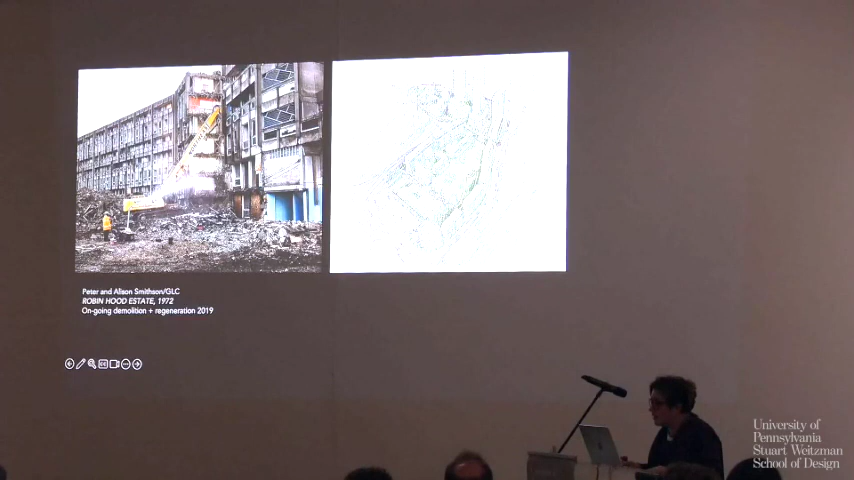 Peter and Alison Smithson/GLC
ROBIN HOOD ESTATE, 1972
On-going demolition + regeneration 2019
University of
Pennsylvania
Stuart Weitzman
School of Design